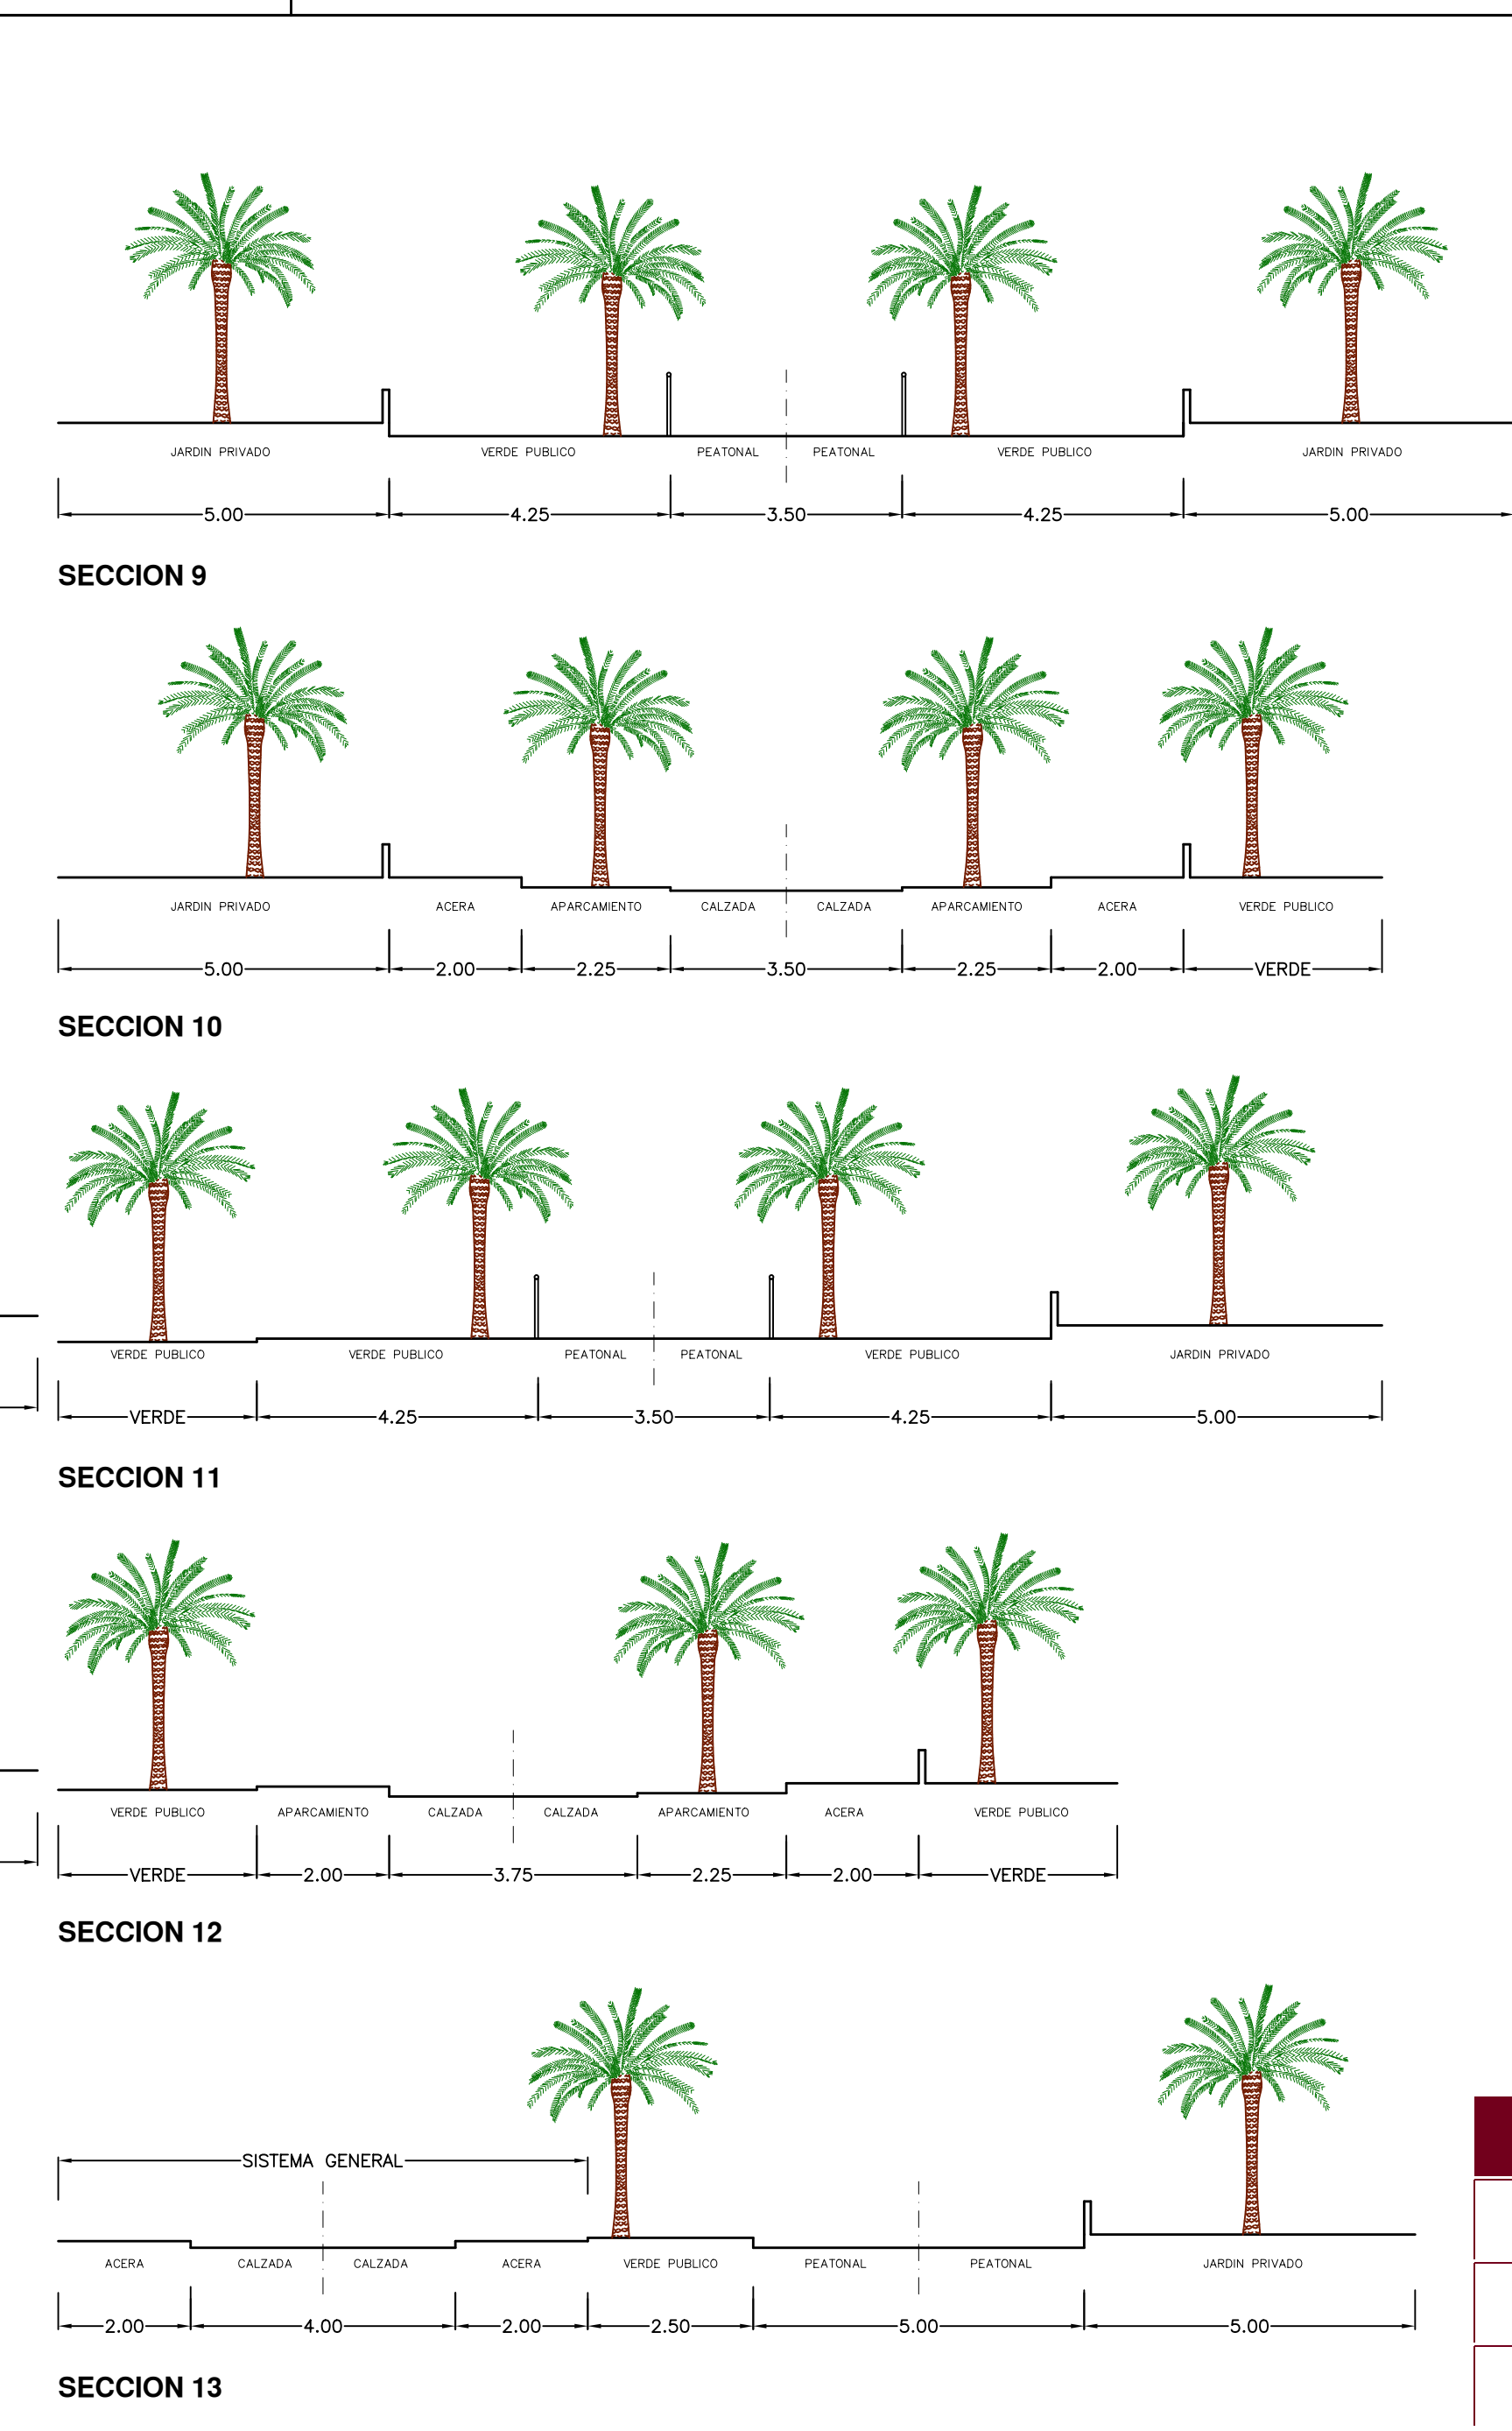 JARDIN PRIVADO VERDE PUBLICO PEATONAL PEATONAL VERDE PUBLICO JARDIN PRIVADO
5.00 4.25 3.50 4.25 5.00
SECCION 9
JARDIN PRIVADO ACERA APARCAMIENTO CALZADA CALZADA APARCAMIENTO ACERA VERDE PUBLICO
5.00 2.00 2.25 3.50 2.25 2.00 VERDE
SECCION 10
VERDE PUBLICO VERDE PUBLICO PEATONAL PEATONAL VERDE PUBLICO JARDIN PRIVADO
VERDE 4.25 3.50 4.25 5.00
SECCION 11
VERDE PUBLICO APARCAMIENTO CALZADA CALZADA APARCAMIENTO ACERA VERDE PUBLICO
VERDE 2.00 3.75 2.25 2.00 VERDE
SECCION 12
SISTEMA GENERAL
ACERA CALZADA CALZADA ACERA VERDE PUBLICO PEATONAL PEATONAL JARDIN PRIVADO
2.00 4.00 2.00 2.50 5.00 5.00
SECCION 13